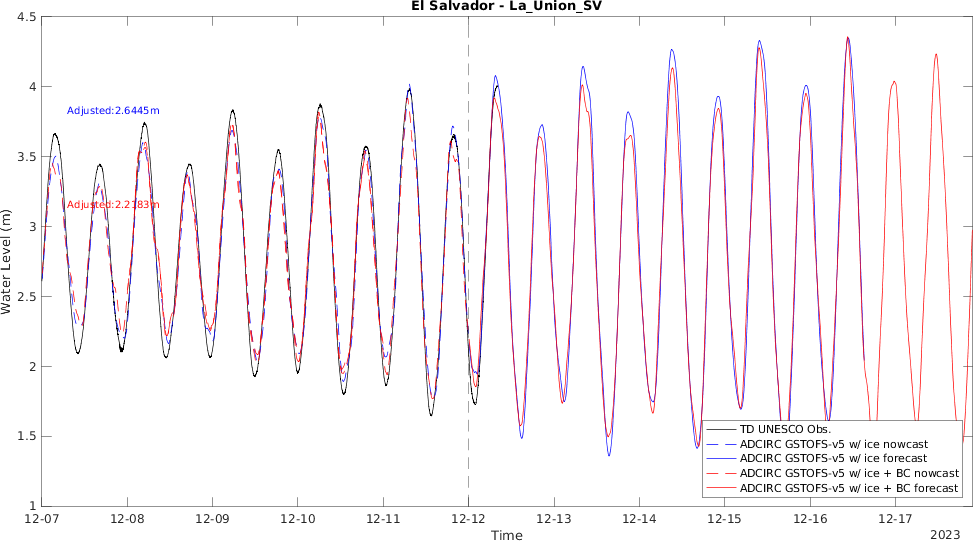 El Salvador - La_Union_SV
Water Level (m)
4.5
4
3.5
3
2.5
2
1.5
1
Adjusted:2.6445m
Adjusted:2.2183m
TD UNESCO Obs.
ADCIRC GSTOFS-v5 w/ ice nowcast
ADCIRC GSTOFS-v5 w/ ice forecast
ADCIRC GSTOFS-v5 w/ ice + BC nowcast
ADCIRC GSTOFS-v5 w/ ice + BC forecast
12-07 12-08 12-09 12-10 12-11 12-12 12-13 12-14 12-15 12-16 12-17
Time
2023